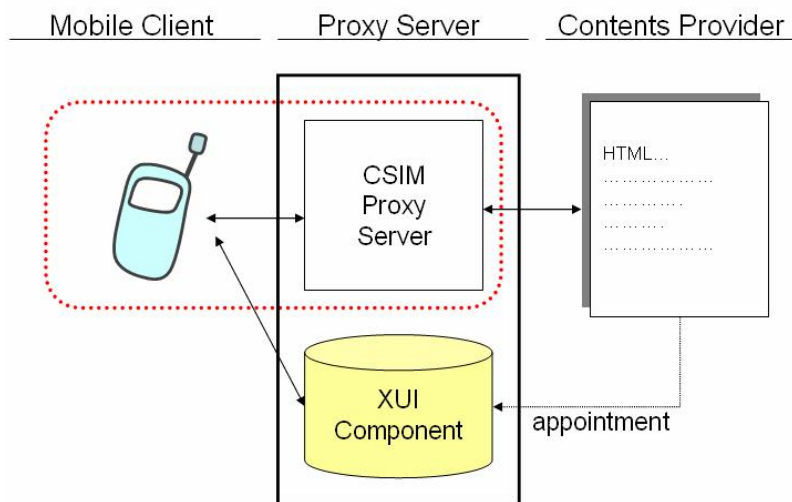 Mobile Client
Proxy Server
Contents Provider
CSIM
Proxy
Server
HTML...
………………
………….
……….
………………
XUI
Component
appointment